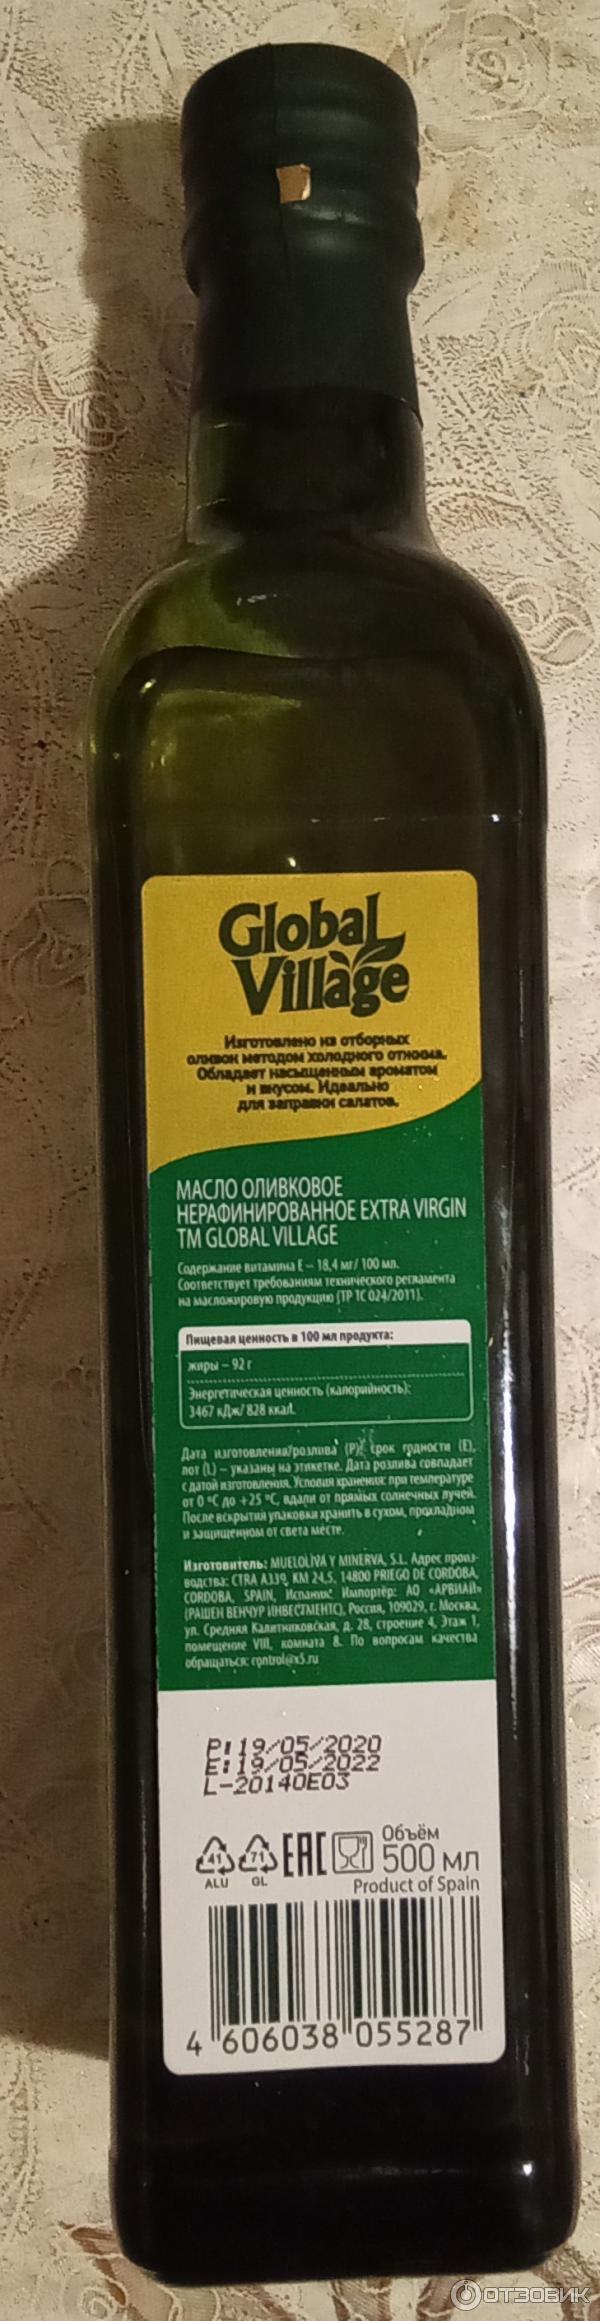 Global
Village
Изготовлено из отборных
оливок методом холодного отжима.
Обладает насыщенным ароматом
и вкусом. Идеально
для заправки салатов.
МАСЛО ОЛИВКОВОЕ
НЕРАФИНИРОВАННОЕ EXTRA VIRGIN
TM GLOBAL VILLAGE
Содержание витамина Е – 18,4 мг/ 100 мл.
Соответствует требованиям технического регламента
на масложировую продукцию (ТР ТС 024/2011).
Пищевая ценность в 100 мл продукта:
жиры – 92 г
Энергетическая ценность (калорийность):
3467 кДж/ 828 ккал
Дата изготовления/розлива (P), срок годности (E),
лот (L) – указаны на этикетке. Дата розлива совпадает
с датой изготовления. Условия хранения: при температуре
от 0 °С до +25 °С, вдали от прямых солнечных лучей.
После вскрытия упаковки хранить в сухом, прохладном
и защищенном от света месте.
Изготовитель: MUELOLIVA Y MINERVA, S.L. Адрес произ-
водства: CTRA A339, KM 24,5, 14800 PRIEGO DE CORDOBA,
CORDOBA, SPAIN, Испания. Импортёр: АО «АРВИАЙ»
(РАШЕН ВЕНЧУР ИНВЕСТМЕНТС), Россия, 109029, г. Москва,
ул. Средняя Калитниковская, д. 28, строение 4, Этаж 1,
помещение VIII, комната 8. По вопросам качества
обращаться: control@x5.ru
P:19/05/2020
E:19/05/2022
L-20140E03
41
ALU
71
GL
EAC
Объём
500 мл
Product of Spain
4 606038 055287
ОТЗОВИК